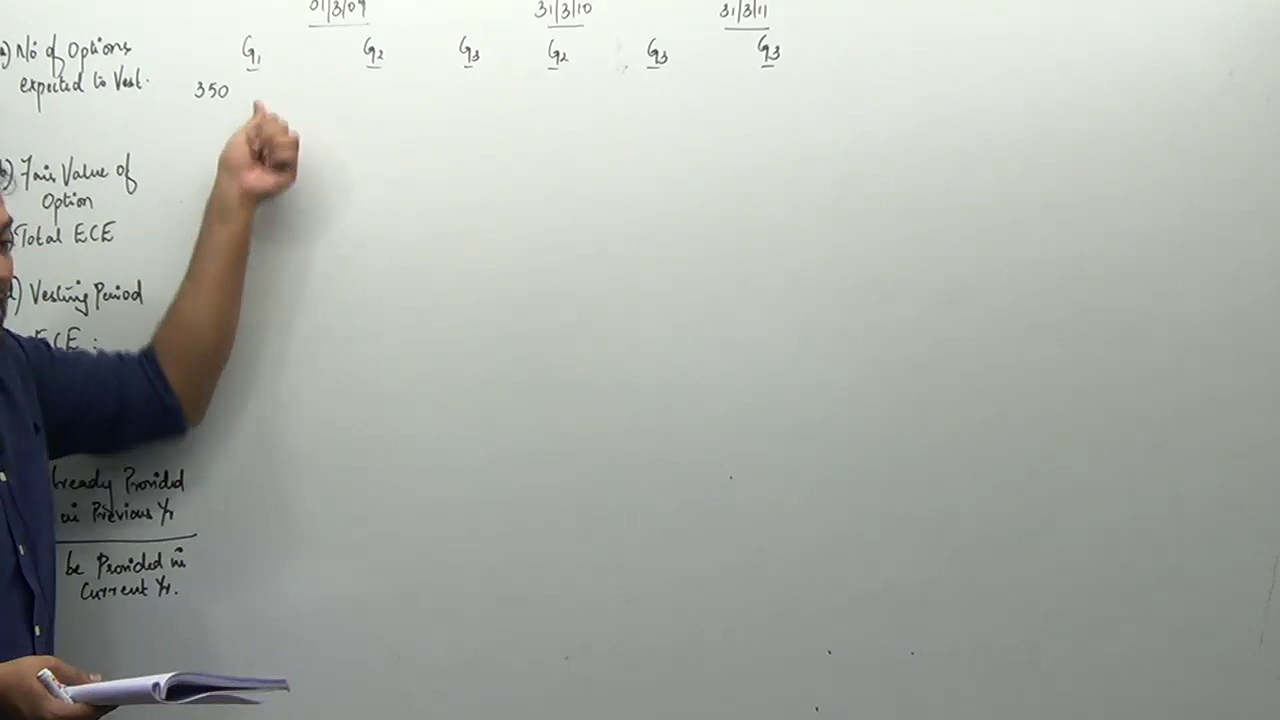 31/3/09 31/3/10 31/3/11
a) No of Options G1 G2 G3 G2 G3 G3
expected to Vest.
350
b) Fair Value of
Option
Total ECE
d) Vesting Period
ECE :
lready Provided
in Previous Yr
be Provided in
Current Yr.